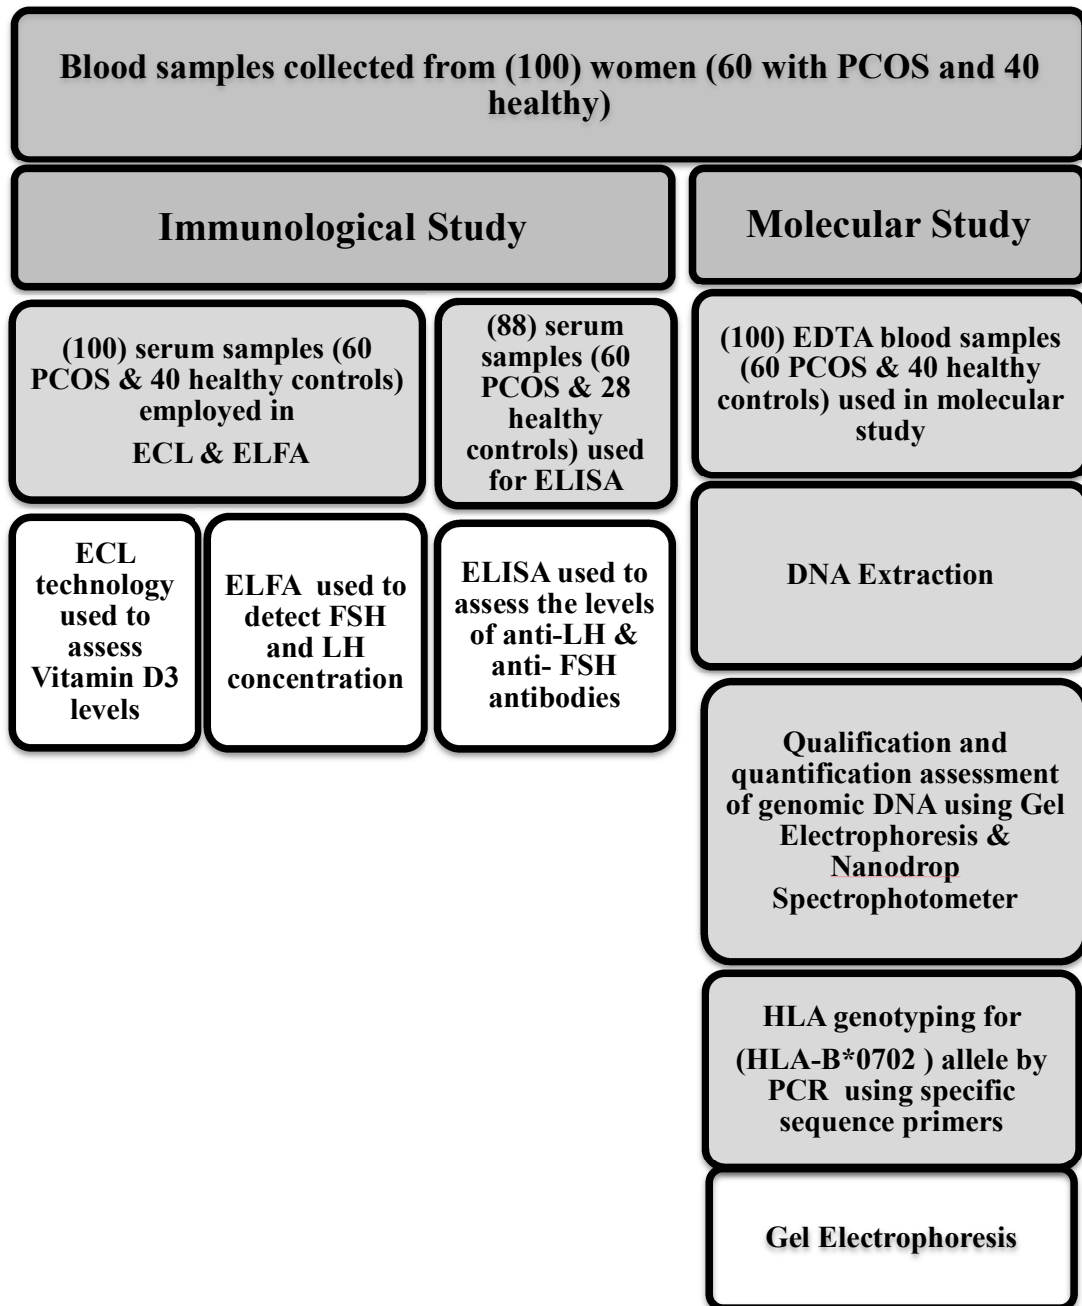 Blood samples collected from (100) women (60 with PCOS and 40
healthy)
Immunological Study
Molecular Study
(100) serum samples (60
PCOS & 40 healthy controls)
employed in
ECL & ELFA
(88) serum
samples (60
PCOS & 28
healthy
controls) used
for ELISA
(100) EDTA blood samples
(60 PCOS & 40 healthy
controls) used in molecular
study
ECL
technology
used to
assess
Vitamin D3
levels
ELFA used to
detect FSH
and LH
concentration
ELISA used to
assess the levels
of anti-LH &
anti- FSH
antibodies
DNA Extraction
Qualification and
quantification assessment
of genomic DNA using Gel
Electrophoresis &
Nanodrop
Spectrophotometer
HLA genotyping for
(HLA-B*0702 ) allele by
PCR using specific
sequence primers
Gel Electrophoresis